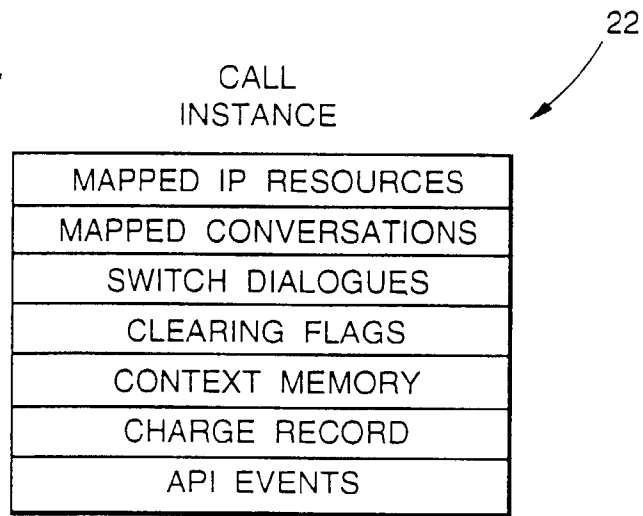 22
CALL
INSTANCE
MAPPED IP RESOURCES
MAPPED CONVERSATIONS
SWITCH DIALOGUES
CLEARING FLAGS
CONTEXT MEMORY
CHARGE RECORD
API EVENTS